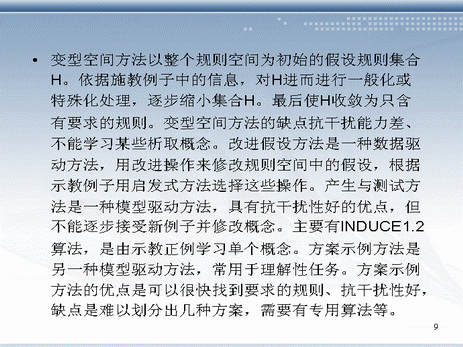 • 变型空间方法以整个规则空间为初始的假设规则集合
H。依据施教例子中的信息，对H进而进行一般化或
特殊化处理，逐步缩小集合H。最后使H收敛为只含
有要求的规则。变型空间方法的缺点抗干扰能力差、
不能学习某些析取概念。改进假设方法是一种数据驱
动方法，用改进操作来修改规则空间中的假设，根据
示教例子用启发式方法选择这些操作。产生与测试方
法是一种模型驱动方法，具有抗干扰性好的优点，但
不能逐步接受新例子并修改概念。主要有INDUCE1.2
算法，是由示教正例学习单个概念。方案示例方法是
另一种模型驱动方法，常用于理解性任务。方案示例
方法的优点是可以很快找到要求的规则、抗干扰性好，
缺点是难以划分出几种方案，需要有专用算法等。
9